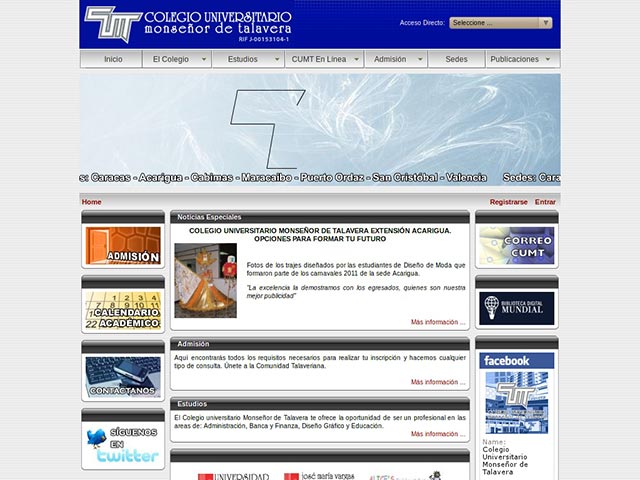 COLEGIO UNIVERSITARIO
monseñor de talavera
RIF J-00153104-1
Acceso Directo: Seleccione ...
Inicio El Colegio Estudios CUMT En Linea Admisión Sedes Publicaciones
s: Caracas - Acarigua - Cabimas - Maracaibo - Puerto Ordaz - San Cristóbal - Valencia Sedes: Cara
Home Registrarse Entrar
ADMISIÓN
CALENDARIO
ACADÉMICO
CONTACTANOS
SÍGUENOS
EN
twitter
Noticias Especiales
COLEGIO UNIVERSITARIO MONSEÑOR DE TALAVERA EXTENSIÓN ACARIGUA.
OPCIONES PARA FORMAR TU FUTURO
Fotos de los trajes diseñados por las estudiantes de Diseño de Moda que
formaron parte de los carnavales 2011 de la sede Acarigua.
"La excelencia la demostramos con los egresados, quienes son nuestra
mejor publicidad"
Más información ...
Admisión
Aquí encontrarás todos los requisitos necesarios para realizar tu inscripción y hacernos cualquier
tipo de consulta. Únete a la Comunidad Talaveriana.
Más información ...
Estudios
El Colegio universitario Monseñor de Talavera te ofrece la oportunidad de ser un profesional en las
areas de: Administración, Banca y Finanza, Diseño Gráfico y Educación.
Más información ...
UNIVERSIDAD josé maría vargas
CORREO
CUMT
BIBLIOTECA DIGITAL
MUNDIAL
facebook
Name:
Colegio
Universitario
Monseñor de
Talavera